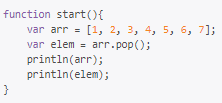 function start(){
    var arr = [1, 2, 3, 4, 5, 6, 7];
    var elem = arr.pop();
    println(arr);
    println(elem);
}